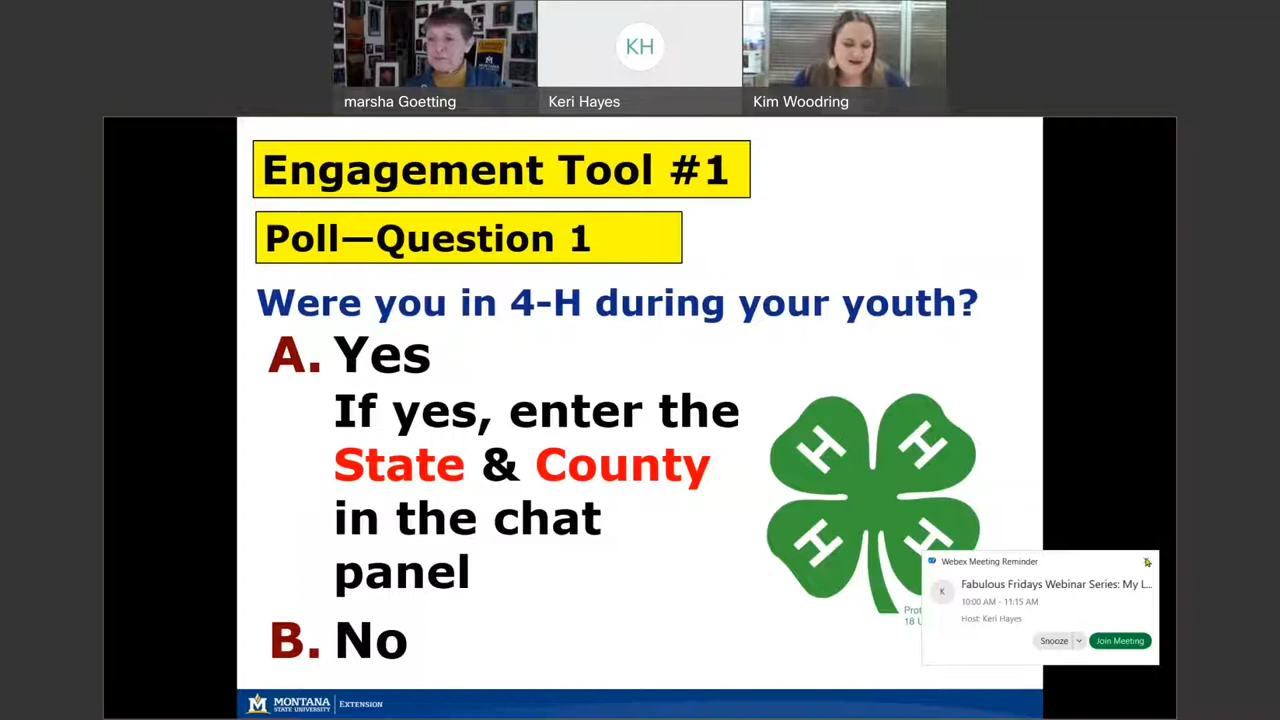 KH
marsha Goetting
Keri Hayes
Kim Woodring
Engagement Tool #1
Poll—Question 1
Were you in 4-H during your youth?
A. Yes
If yes, enter the
State & County
in the chat
panel
B. No
H H
H H
Prot
18 U
Webex Meeting Reminder
K
Fabulous Fridays Webinar Series: My L...
10:00 AM - 11:15 AM
Host: Keri Hayes
Snooze
Join Meeting
M MONTANA
STATE UNIVERSITY
EXTENSION